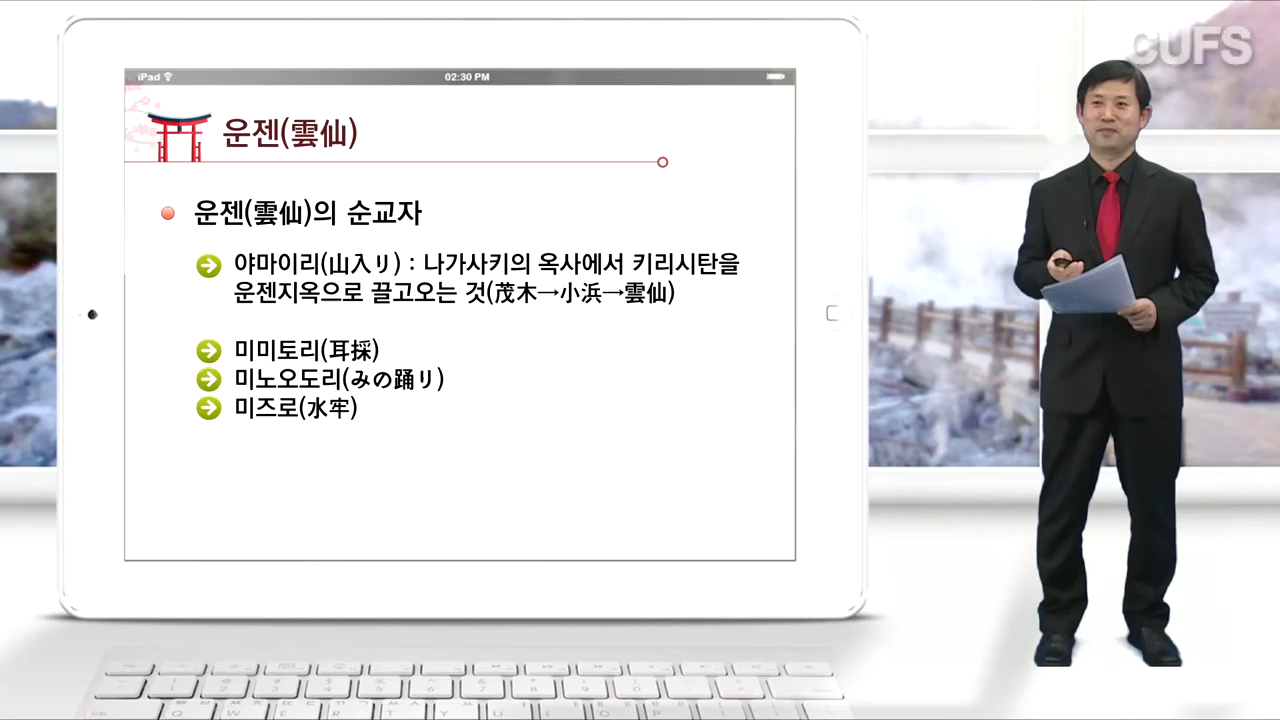 CUFS
iPad
02:30 PM
운젠(雲仙)
운젠(雲仙)의 순교자
야마이리(山入り) : 나가사키의 옥사에서 키리시탄을
운젠지옥으로 끌고오는 것(茂木→小浜→雲仙)
미미토리(耳採)
미노오도리(みの踊り)
미즈로(水牢)